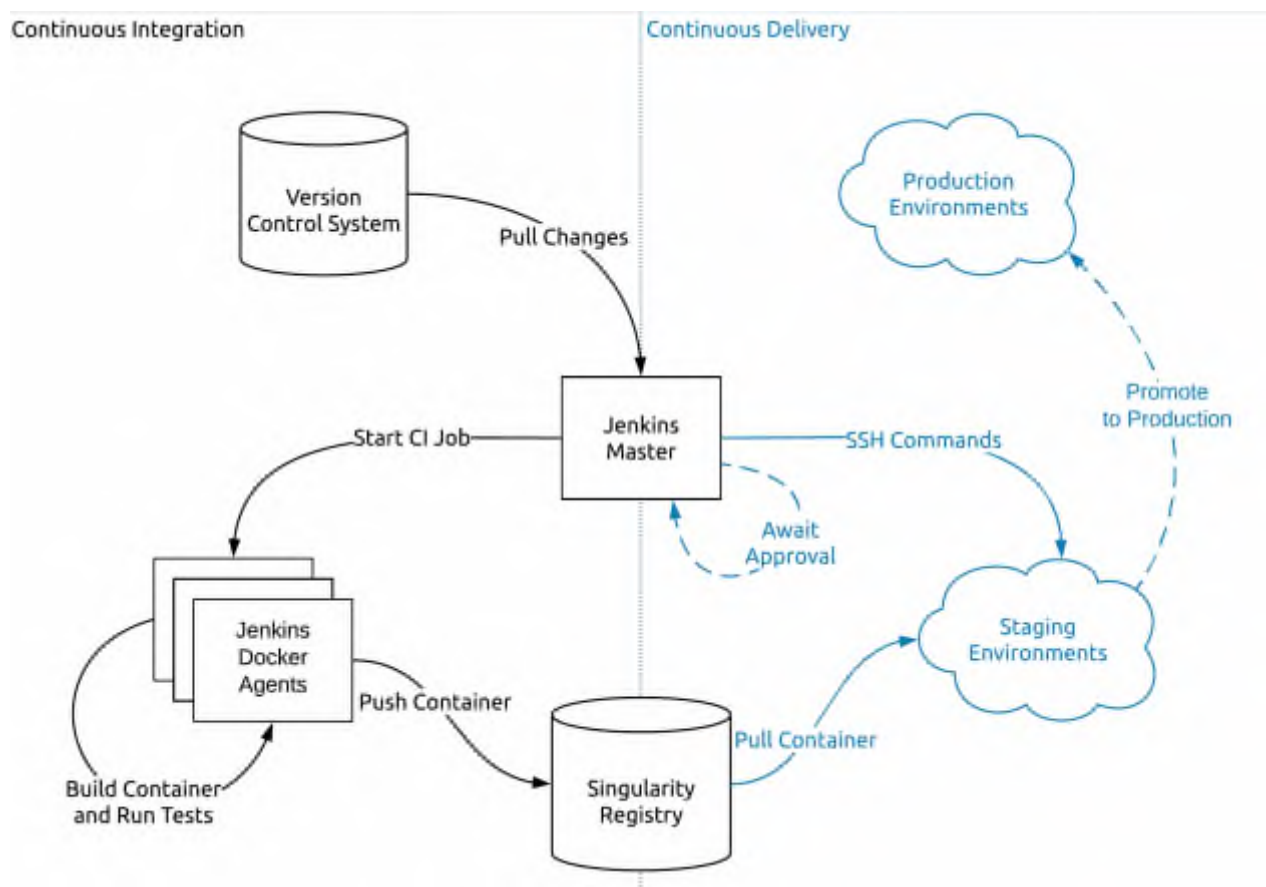 Continuous Integration
Continuous Delivery
Version
Control System
Production
Environments
Pull Changes
Jenkins
Master
Start CI Job
SSH Commands
Promote
to Production
Await
Approval
Jenkins
Docker
Agents
Staging
Environments
Push Container
Pull Container
Build Container
and Run Tests
Singularity
Registry